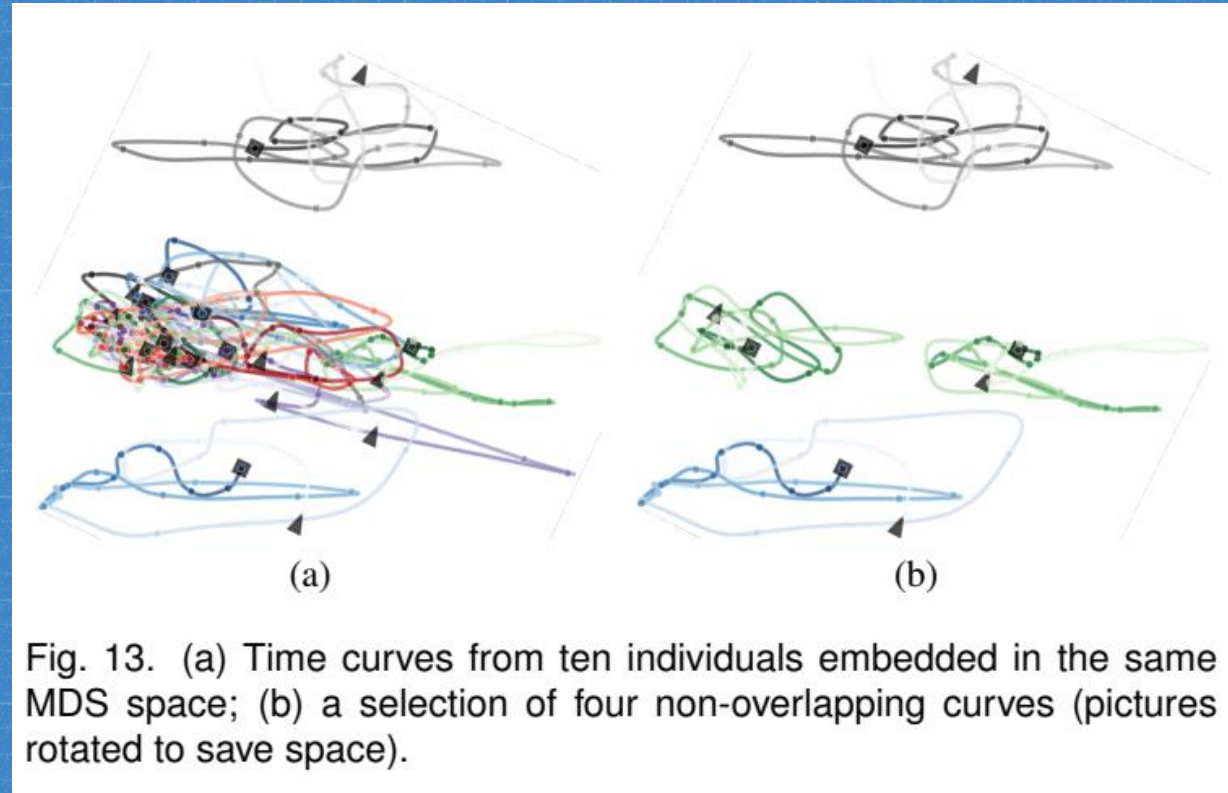 (a)
(b)
Fig. 13. (a) Time curves from ten individuals embedded in the same
MDS space; (b) a selection of four non-overlapping curves (pictures
rotated to save space).